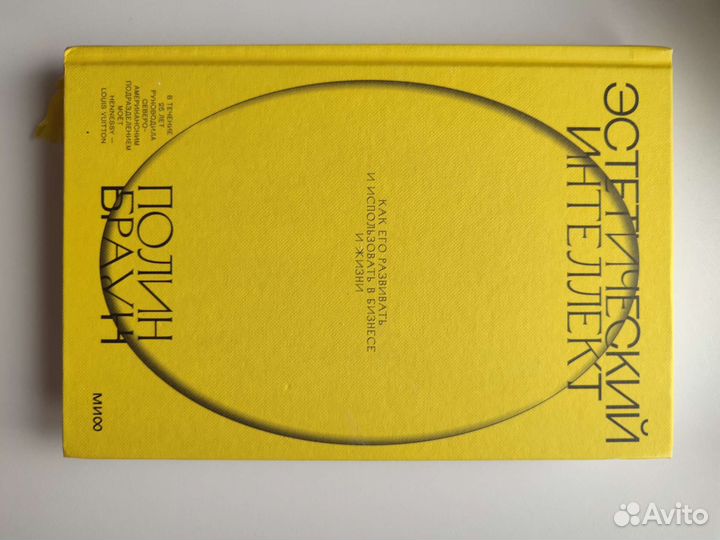 ЭСТЕТИЧЕСКИЙ
ИНТЕЛЛЕКТ
КАК ЕГО РАЗВИВАТЬ
И ИСПОЛЬЗОВАТЬ В БИЗНЕСЕ
И ЖИЗНИ
ПОЛИН
БРАУН
В ТЕЧЕНИЕ
25 ЛЕТ
РУКОВОДИЛА
СЕВЕРО-
АМЕРИКАНСКИМ
ПОДРАЗДЕЛЕНИЕМ
MOËT
HENNESSY —
LOUIS VUITTON
МИФ
Avito